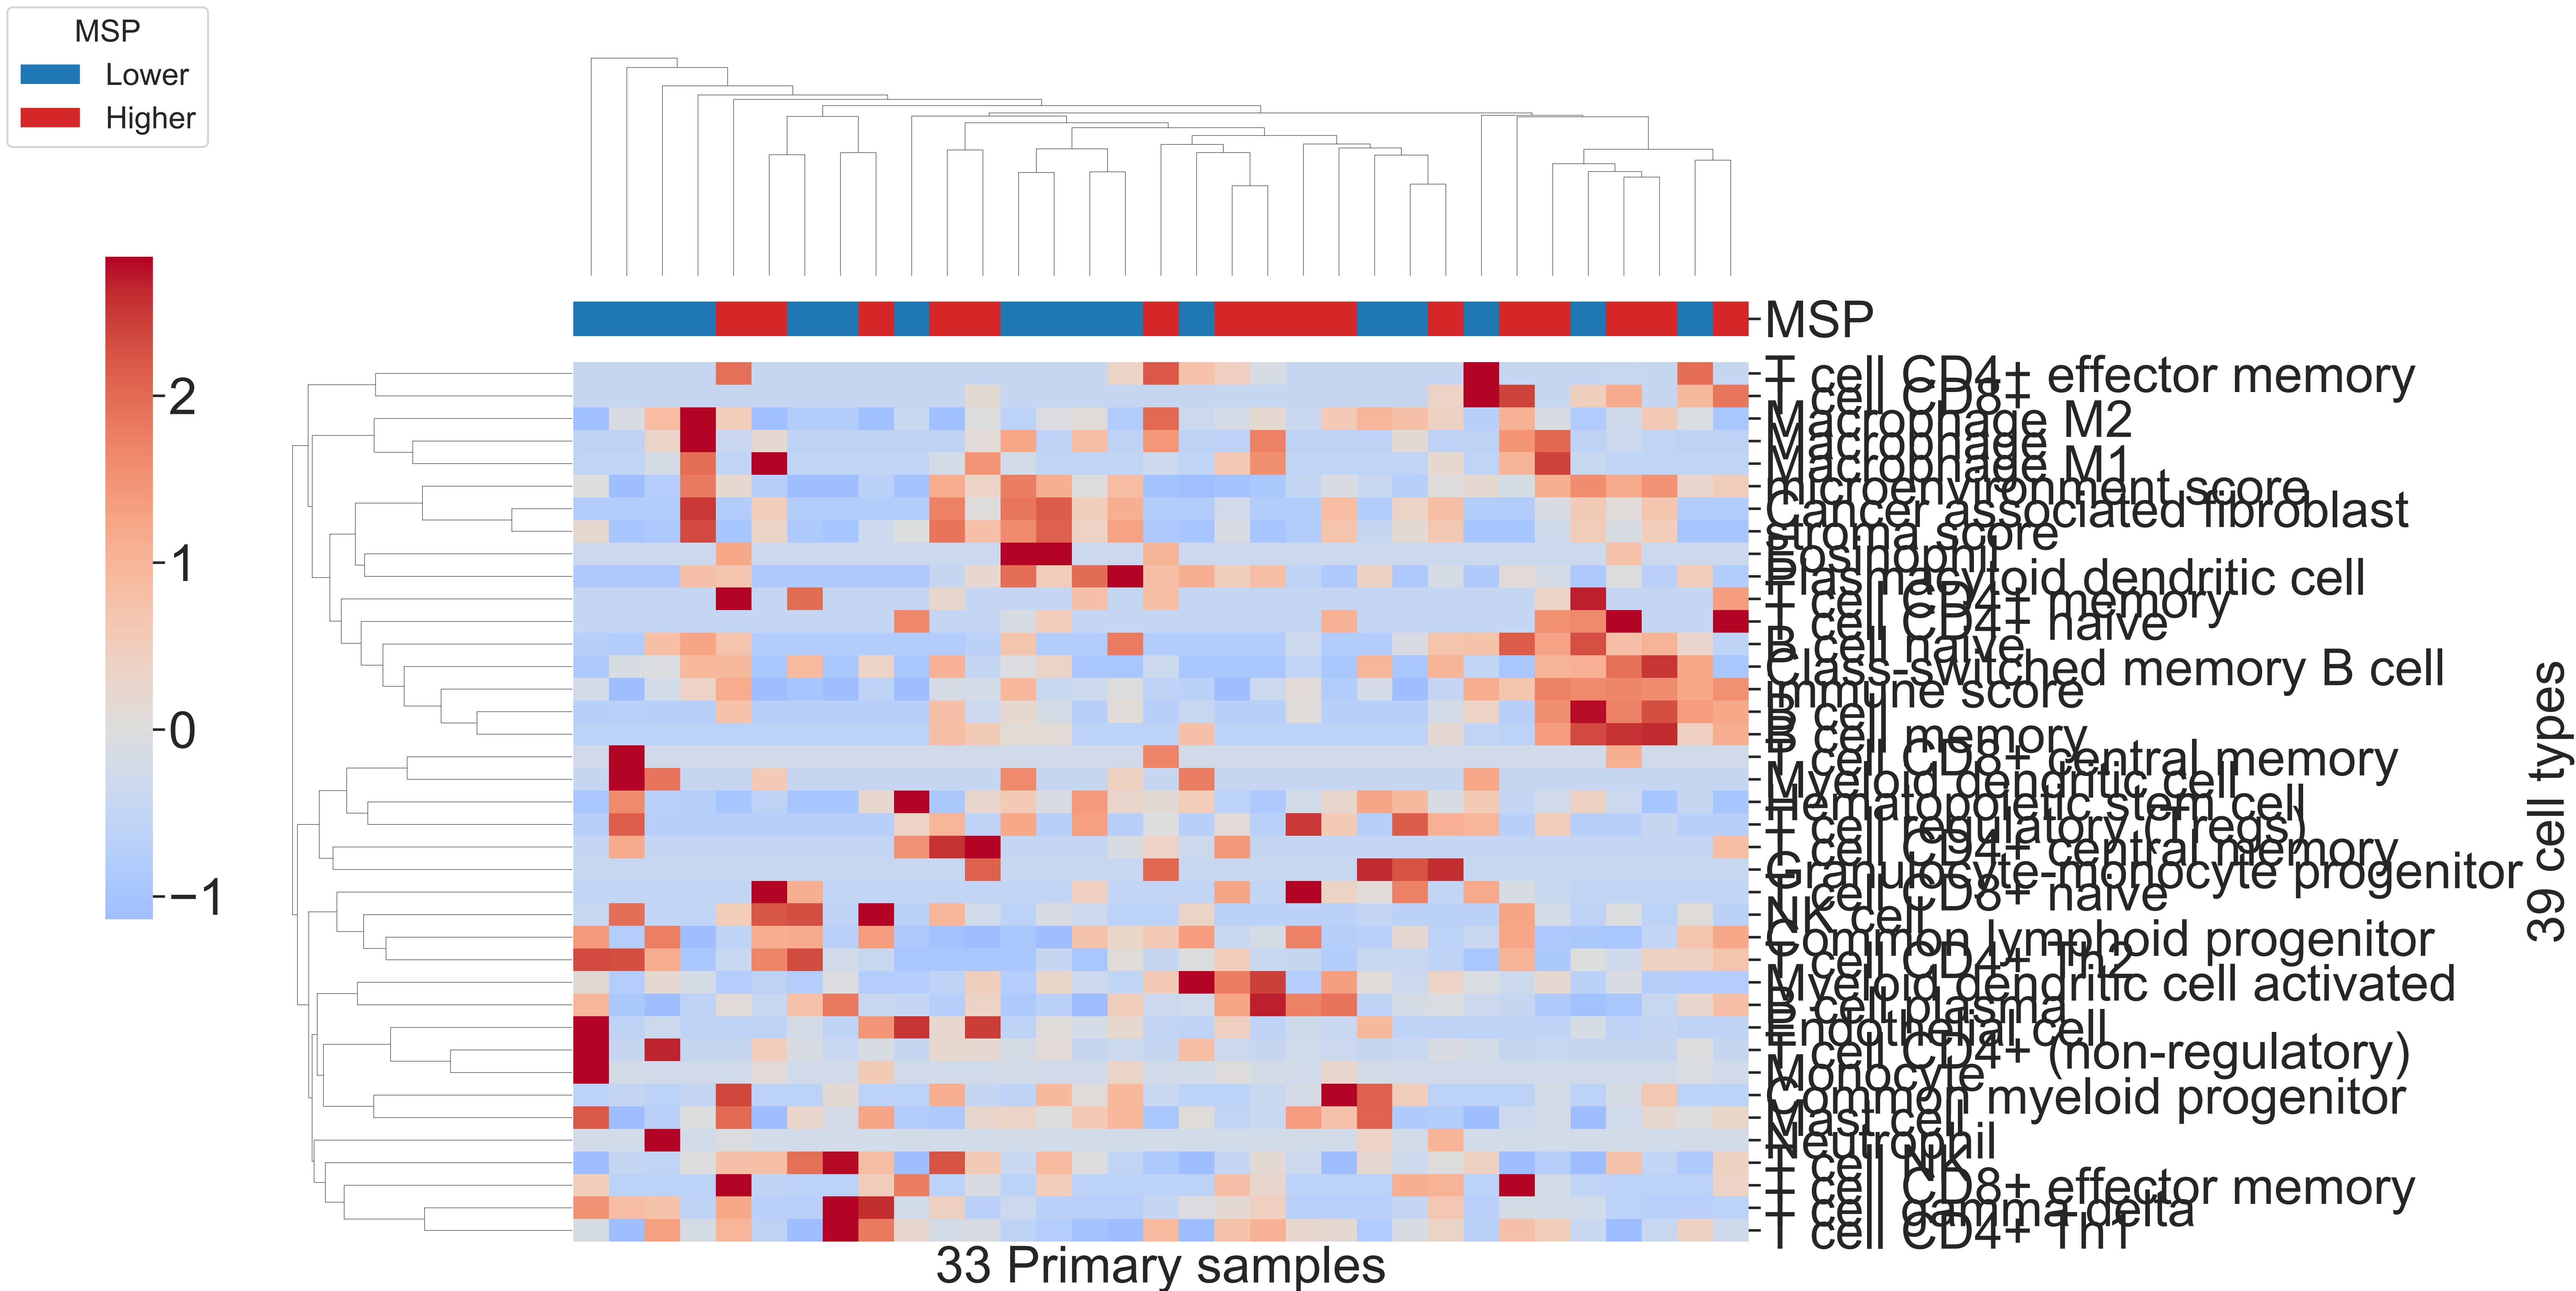 MSP
Lower
Higher
2
1
0
−1
MSP
T cell CD4+ effector memory
T cell CD8+
Macrophage M2
Macrophage
Macrophage M1
microenvironment score
Cancer associated fibroblast
stroma score
Eosinophil
Plasmacytoid dendritic cell
T cell CD4+ memory
T cell CD4+ naive
B cell naive
Class-switched memory B cell
immune score
B cell
B cell memory
T cell CD8+ central memory
Myeloid dendritic cell
Hematopoietic stem cell
T cell regulatory (Tregs)
T cell CD4+ central memory
Granulocyte-monocyte progenitor
T cell CD8+ naive
NK cell
Common lymphoid progenitor
T cell CD4+ Th2
Myeloid dendritic cell activated
B cell plasma
Endothelial cell
T cell CD4+ (non-regulatory)
Monocyte
Common myeloid progenitor
Mast cell
Neutrophil
T cell NK
T cell CD8+ effector memory
T cell gamma delta
T cell CD4+ Th1
39 cell types
33 Primary samples